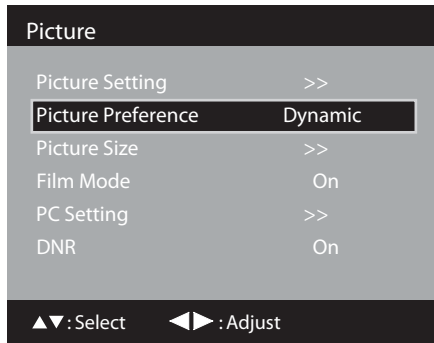 Picture
Picture Setting >>
Picture Preference Dynamic
Picture Size >>
Film Mode On
PC Setting >>
DNR On
▲▼: Select ◀▶: Adjust